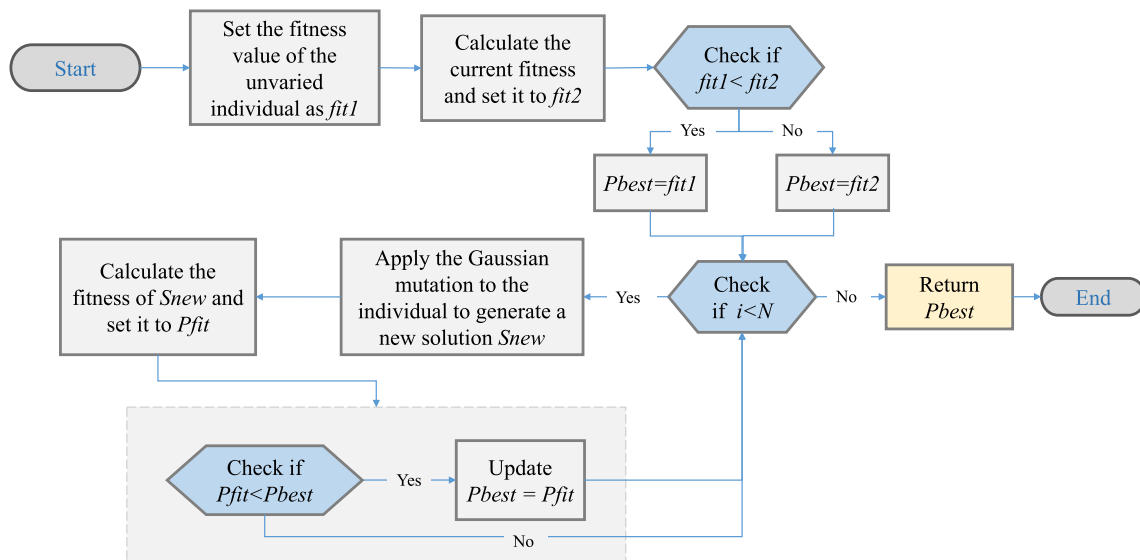 Start
Set the fitness
value of the
unvaried
individual as fit1
Calculate the
current fitness
and set it to fit2
Check if
fit1< fit2
Yes
No
Pbest=fit1
Pbest=fit2
Check
if i<N
Yes
No
Apply the Gaussian
mutation to the
individual to generate a
new solution Snew
Calculate the
fitness of Snew and
set it to Pfit
Return
Pbest
End
Check if
Pfit<Pbest
Yes
Update
Pbest = Pfit
No